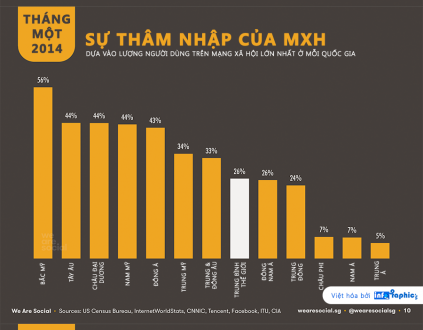 THÁNG
MỘT
2014
SỰ THÂM NHẬP CỦA MXH
DỰA VÀO LƯỢNG NGƯỜI DÙNG TRÊN MẠNG XÃ HỘI LỚN NHẤT Ở MỖI QUỐC GIA
56%
44%
44%
44%
43%
34%
33%
26%
26%
24%
7%
7%
5%
BẮC MỸ
TÂY ÂU
CHÂU ĐẠI
DƯƠNG
NAM MỸ
ĐÔNG Á
TRUNG MỸ
TRUNG &
ĐÔNG ÂU
TRUNG BÌNH
THẾ GIỚI
ĐÔNG
NAM Á
TRUNG
ĐÔNG
CHÂU PHI
NAM Á
TRUNG
Á
Việt hóa bởi Infographic
We Are Social • Sources: US Census Bureau, InternetWorldStats, CNNIC, Tencent, Facebook, ITU, CIA
wearesocial.sg • @wearesocialsg • 10